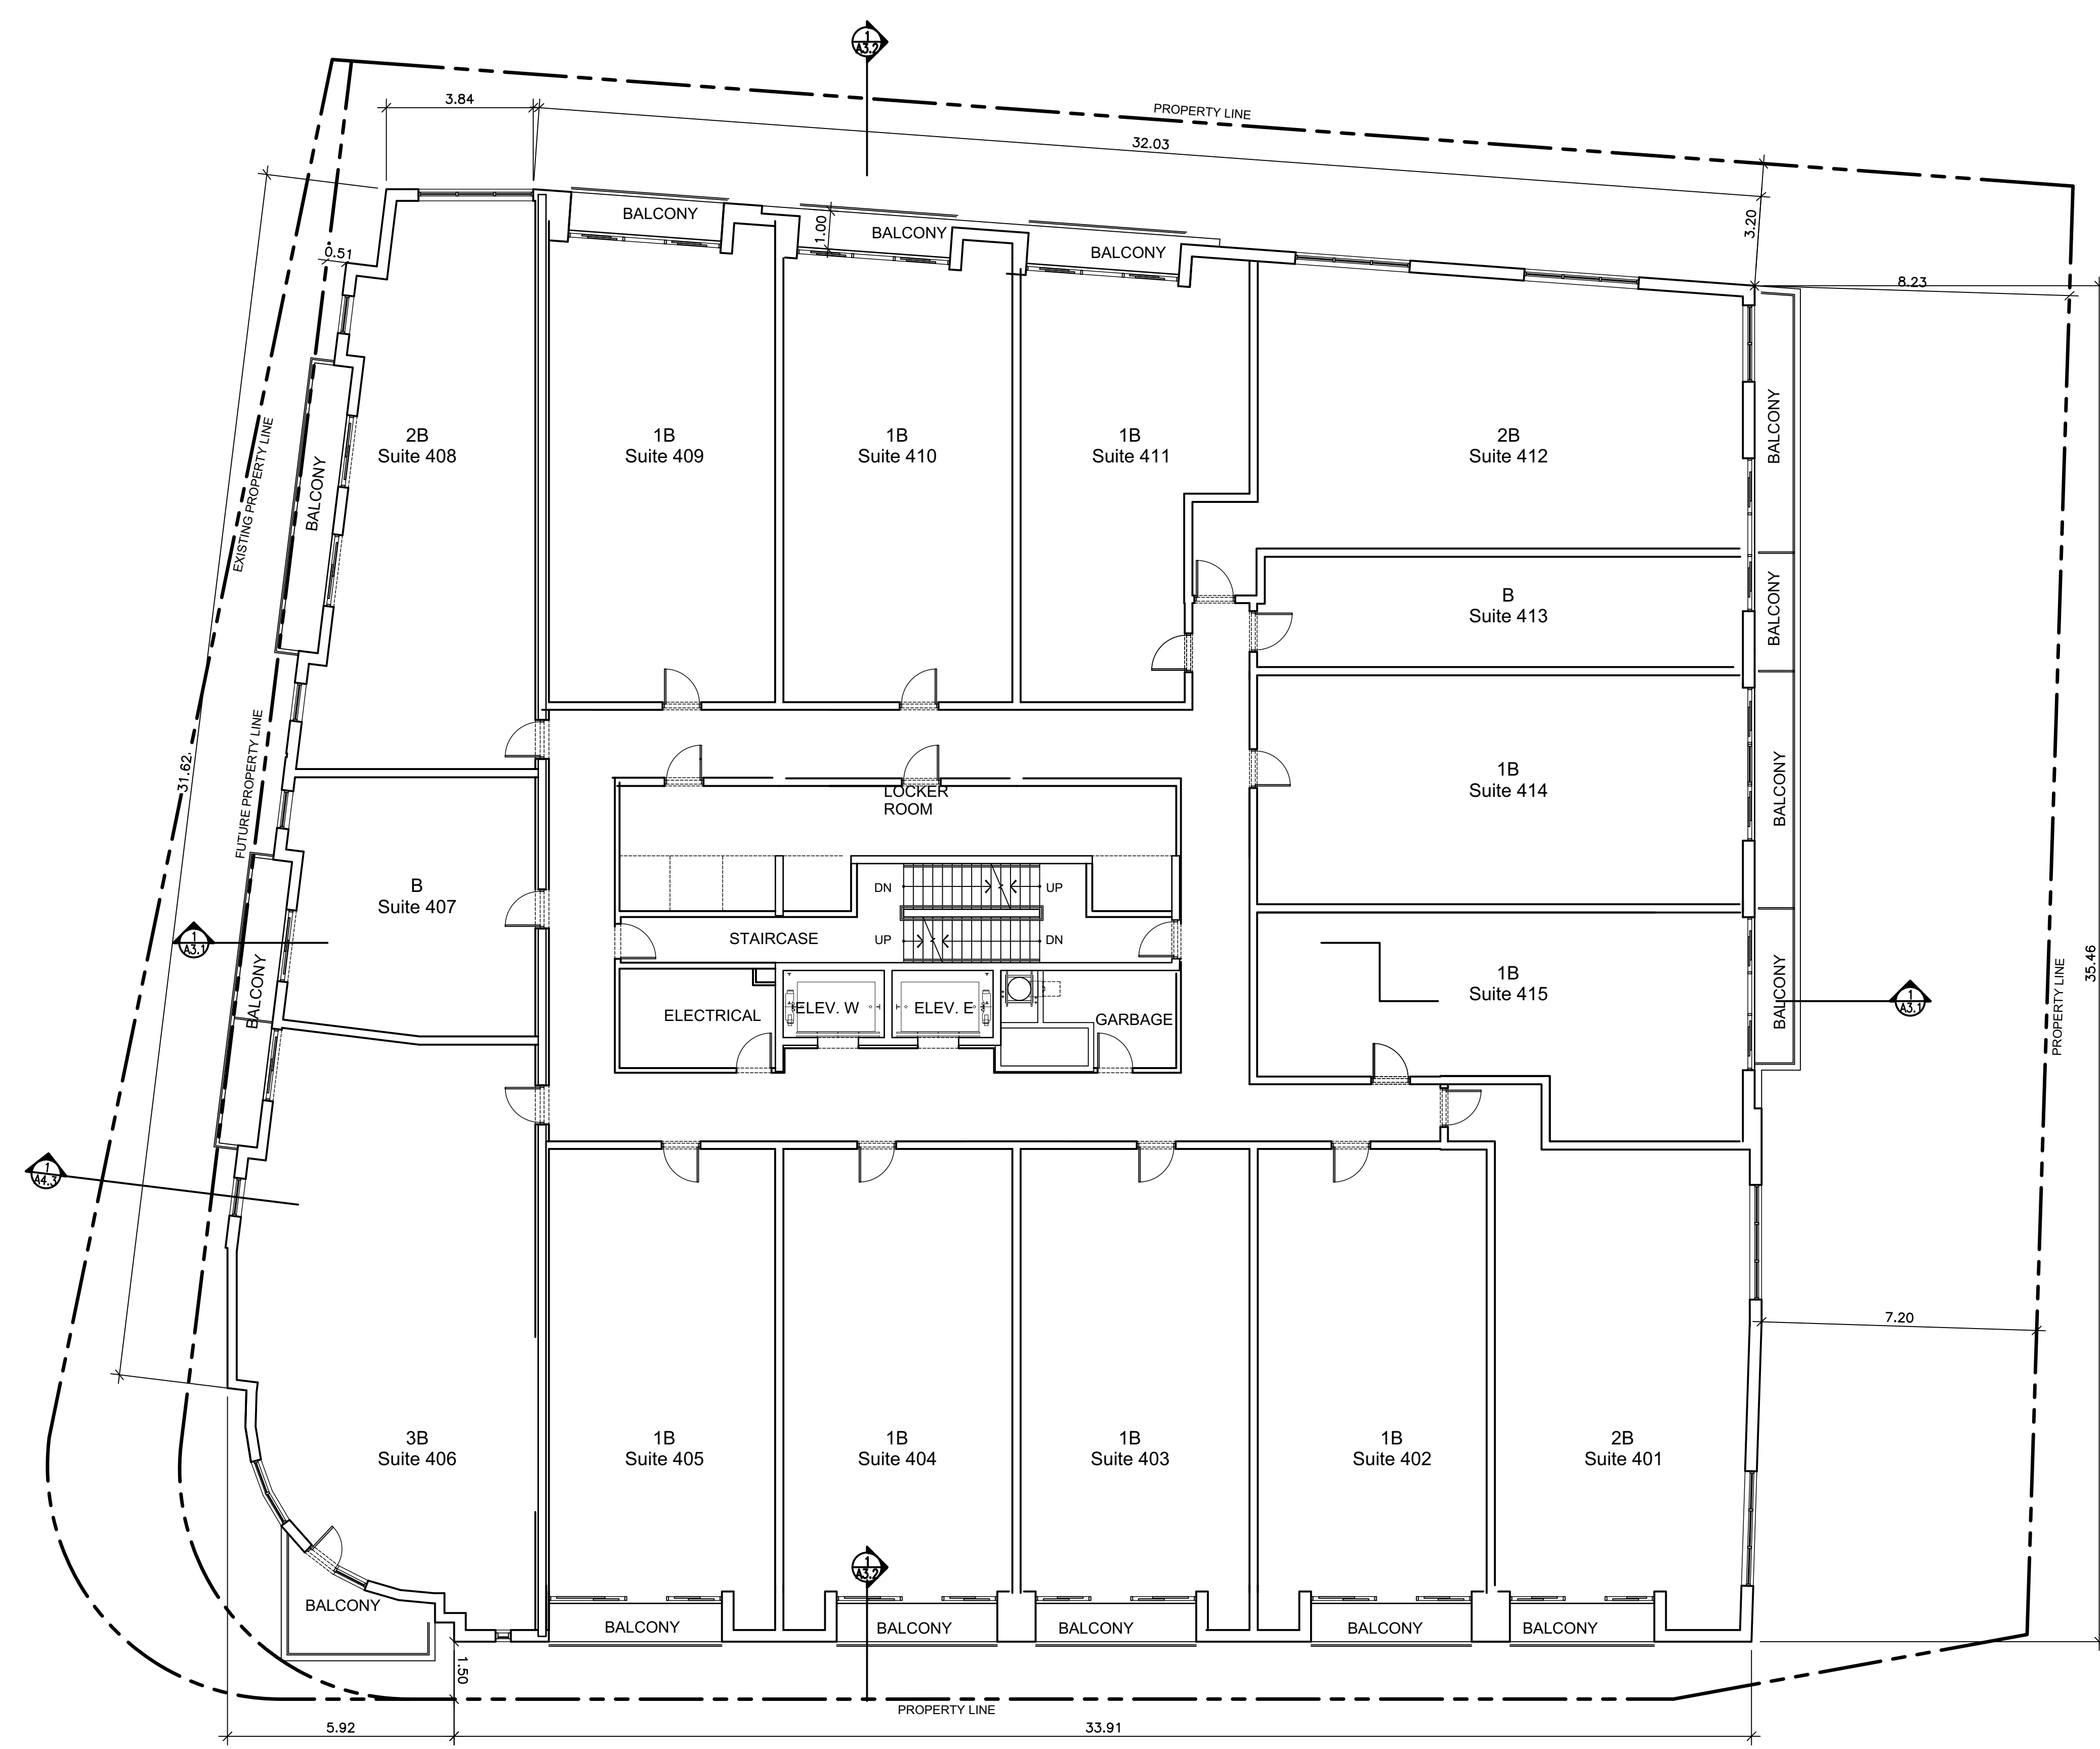 1
A3.2
PROPERTY LINE
3.84
32.03
3.20
8.23
0.51
1.00
BALCONY
BALCONY
BALCONY
2B
Suite 408
1B
Suite 409
1B
Suite 410
1B
Suite 411
2B
Suite 412
BALCONY
BALCONY
EXISTING PROPERTY LINE
B
Suite 413
BALCONY
31.62
FUTURE PROPERTY LINE
1B
Suite 414
BALCONY
LOCKER
ROOM
B
Suite 407
DN
UP
STAIRCASE
UP
DN
1
A3.1
BALCONY
ELECTRICAL
ELEV. W
ELEV. E
GARBAGE
1B
Suite 415
BALCONY
1
A3.1
PROPERTY LINE
35.46
1
A4.3
7.20
3B
Suite 406
1B
Suite 405
1B
Suite 404
1B
Suite 403
1B
Suite 402
2B
Suite 401
1
A3.2
BALCONY
BALCONY
BALCONY
BALCONY
BALCONY
BALCONY
1.50
PROPERTY LINE
5.92
33.91